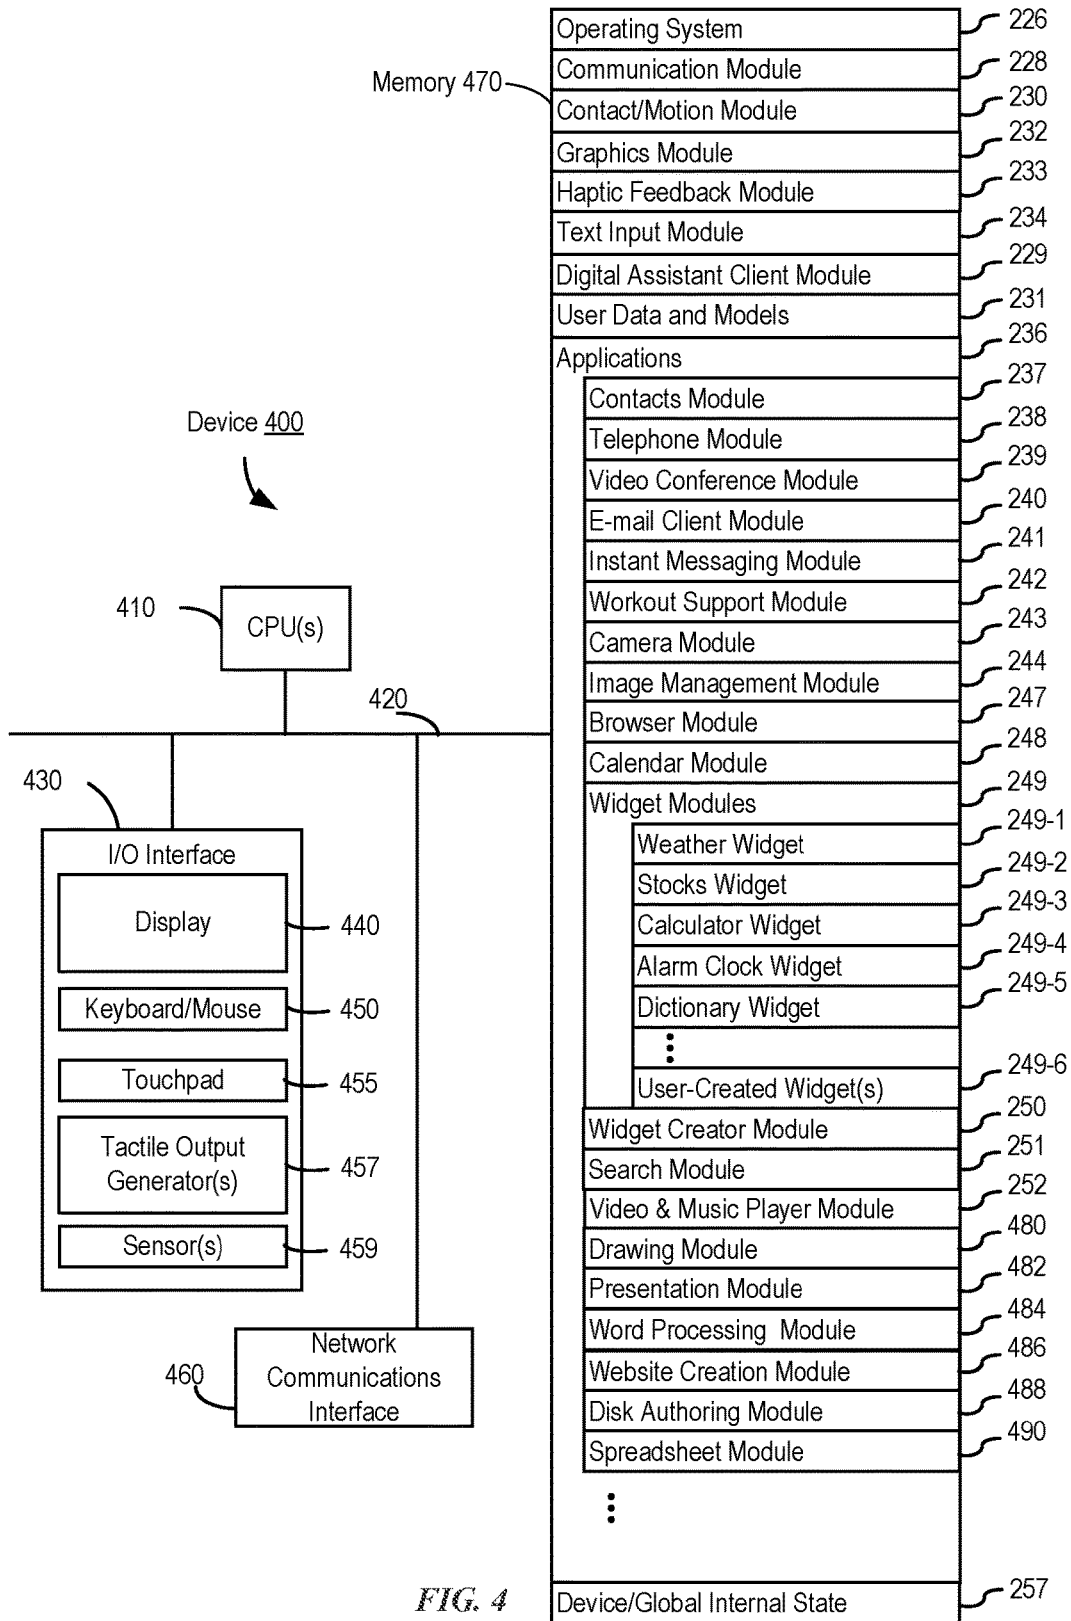 Operating System 226
Communication Module 228
Memory 470
Contact/Motion Module 230
Graphics Module 232
Haptic Feedback Module 233
Text Input Module 234
Digital Assistant Client Module 229
User Data and Models 231
Applications 236
Contacts Module 237
Telephone Module 238
Video Conference Module 239
E-mail Client Module 240
Instant Messaging Module 241
Workout Support Module 242
Camera Module 243
Image Management Module 244
Browser Module 247
Calendar Module 248
Widget Modules 249
Weather Widget 249-1
Stocks Widget 249-2
Calculator Widget 249-3
Alarm Clock Widget 249-4
Dictionary Widget 249-5
User-Created Widget(s) 249-6
Widget Creator Module 250
Search Module 251
Video & Music Player Module 252
Drawing Module 480
Presentation Module 482
Word Processing Module 484
Website Creation Module 486
Disk Authoring Module 488
Spreadsheet Module 490
Device/Global Internal State 257
Device 400
410
CPU(s)
420
430
I/O Interface
Display 440
Keyboard/Mouse 450
Touchpad 455
Tactile Output
Generator(s) 457
Sensor(s) 459
460
Network
Communications
Interface
FIG. 4